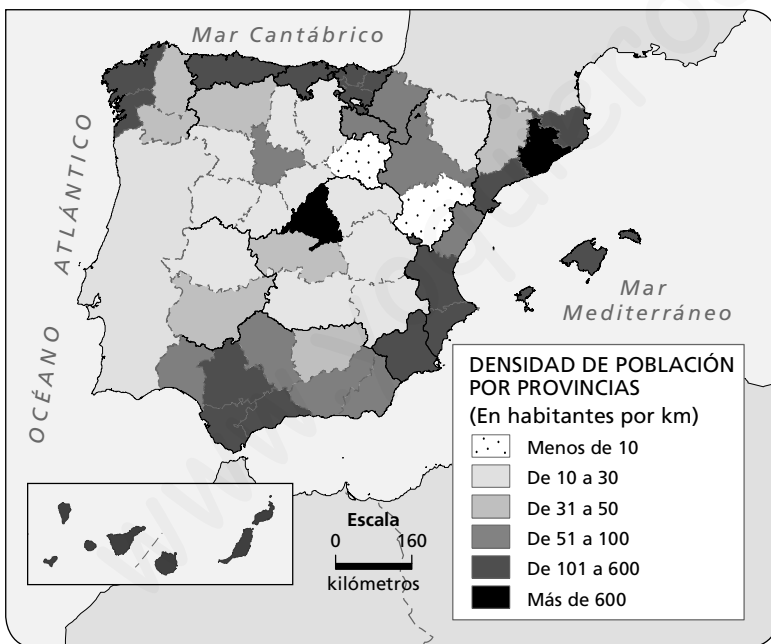 Mar Cantábrico
OCÉANO ATLÁNTICO
Mar
Mediterráneo
DENSIDAD DE POBLACIÓN
POR PROVINCIAS
(En habitantes por km)
Menos de 10
De 10 a 30
De 31 a 50
De 51 a 100
De 101 a 600
Más de 600
Escala
0 160
kilómetros